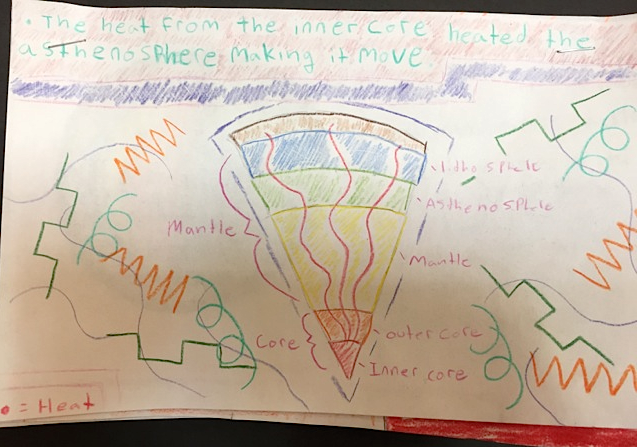 • The heat from the inner core heated the
asthenosphere making it move.
Lithosphere
Asthenosphere
Mantle
Mantle
Core
outer core
Inner core
• = Heat